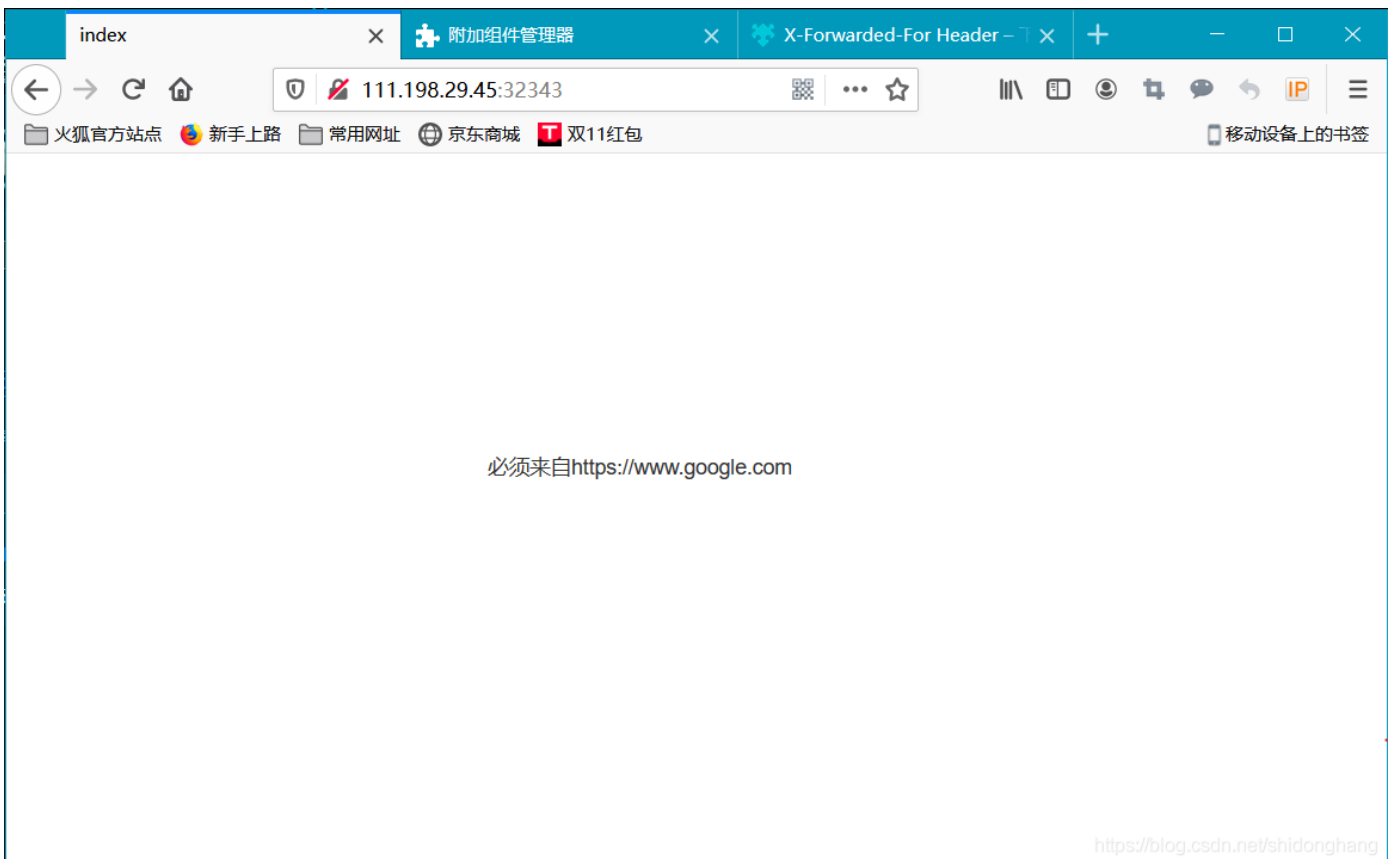 index 附加组件管理器 X-Forwarded-For Header –
111.198.29.45:32343 IP
火狐官方站点 新手上路 常用网址 京东商城 双11红包 移动设备上的书签
必须来自https://www.google.com
https://blog.csdn.net/shidonghang